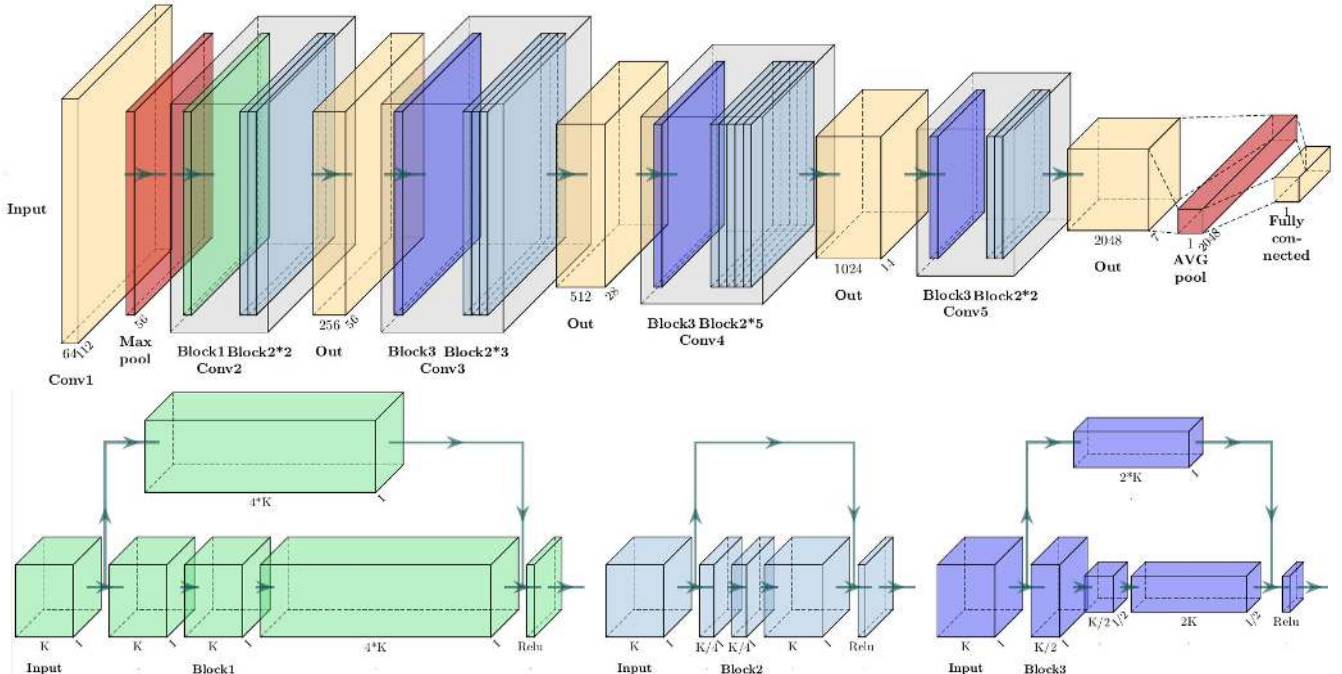 Input
64
112
Conv1
56
Max
pool
Block1 Block2*2
Conv2
256
56
Out
Block3 Block2*3
Conv3
512
28
Out
Block3 Block2*5
Conv4
1024
14
Out
Block3 Block2*2
Conv5
2048
7
Out
1
2048
AVG
pool
1
Fully
con-
nected
4*K
1
K
1
K
1
K
1
4*K
1
Relu
Input
Block1
K
1
K/4
1
K/4
1
K
1
Relu
Input
Block2
2*K
1
K
1
K/2
1
K/2
1/2
2K
1/2
Relu
Input
Block3